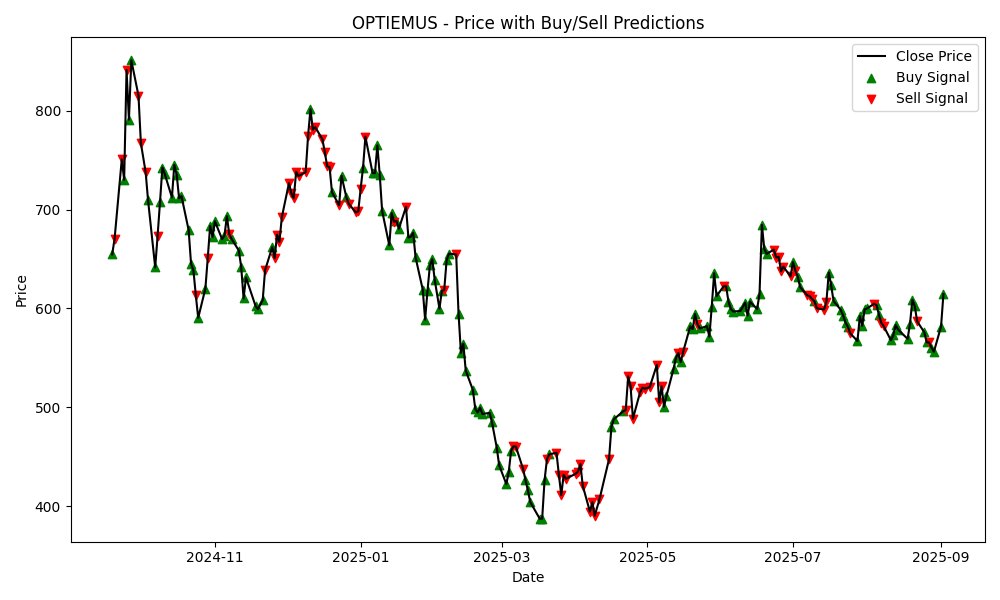 OPTIEMUS - Price with Buy/Sell Predictions
Close Price
Buy Signal
Sell Signal
Price
800
700
600
500
400
2024-11
2025-01
2025-03
2025-05
2025-07
2025-09
Date